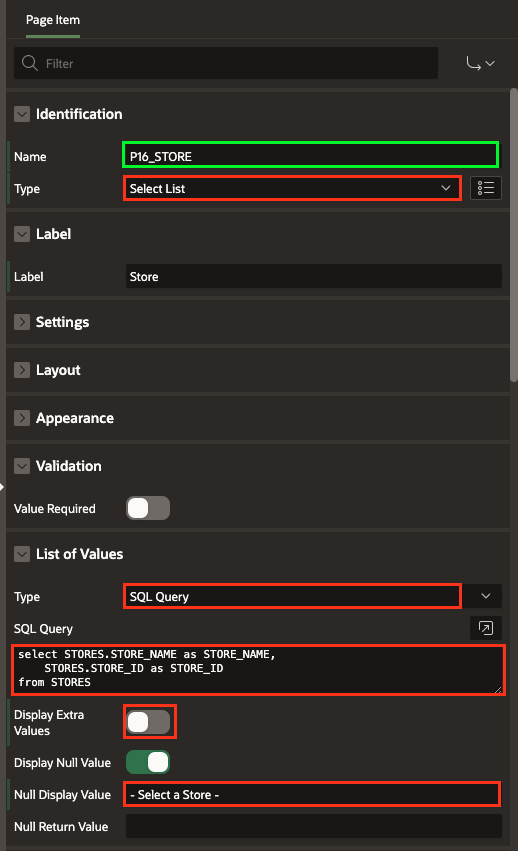 Page Item
Filter
Identification
Name P16_STORE
Type Select List
Label
Label Store
Settings
Layout
Appearance
Validation
Value Required
List of Values
Type SQL Query
SQL Query
select STORES.STORE_NAME as STORE_NAME,
    STORES.STORE_ID as STORE_ID
from STORES
Display Extra
Values
Display Null Value
Null Display Value - Select a Store -
Null Return Value